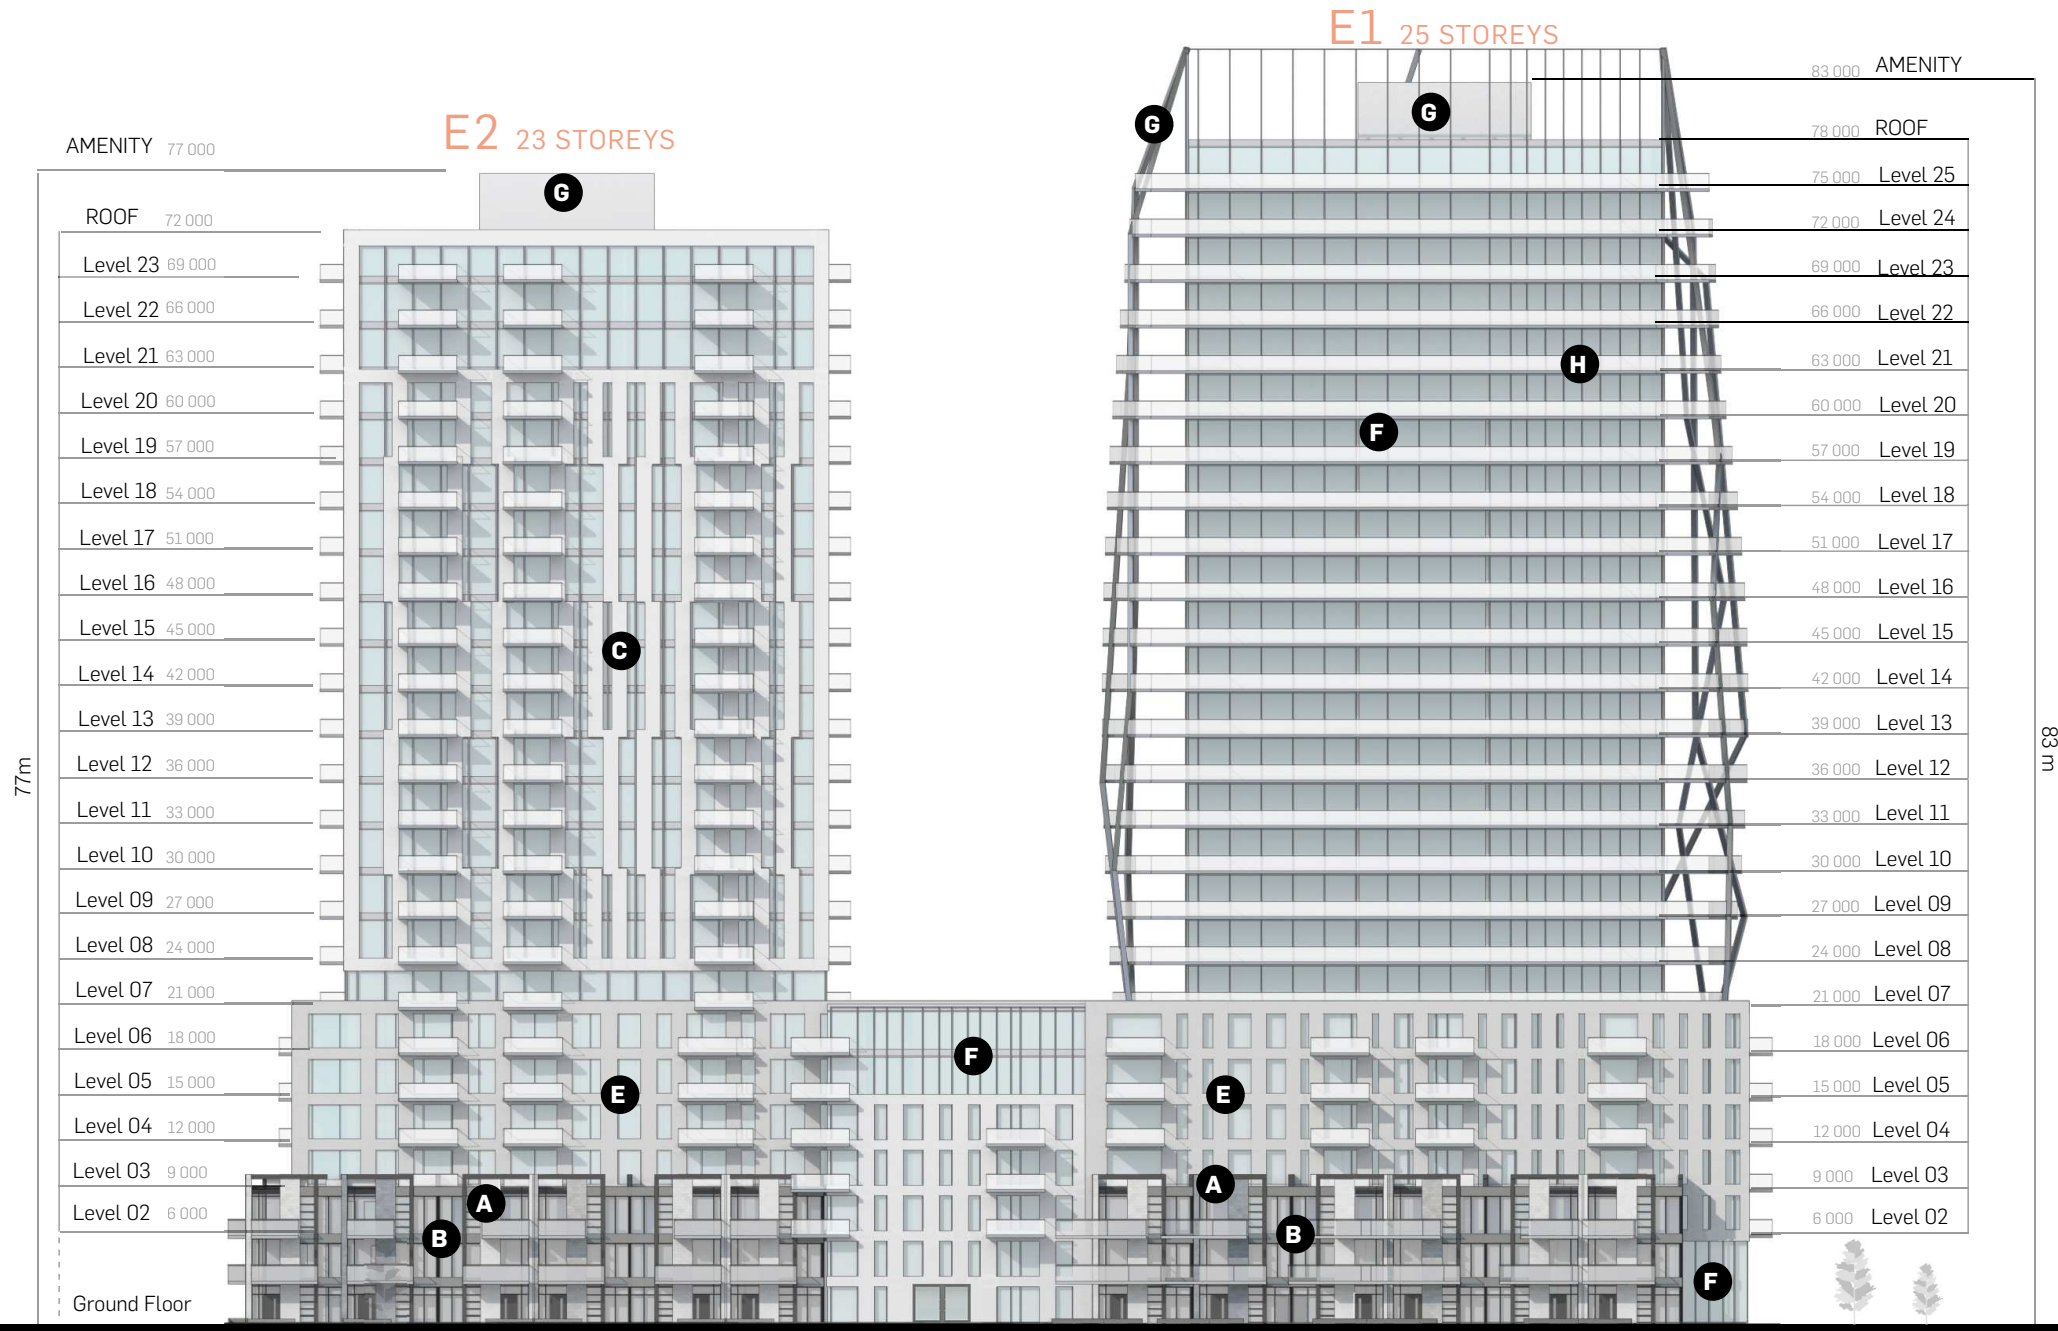 E1 25 STOREYS
83 000 AMENITY
G
G
E2 23 STOREYS
78 000 ROOF
AMENITY 77 000
75 000 Level 25
G
ROOF 72 000
72 000 Level 24
Level 23 69 000
69 000 Level 23
Level 22 66 000
66 000 Level 22
Level 21 63 000
H
63 000 Level 21
Level 20 60 000
60 000 Level 20
F
Level 19 57 000
57 000 Level 19
Level 18 54 000
54 000 Level 18
Level 17 51 000
51 000 Level 17
Level 16 48 000
48 000 Level 16
Level 15 45 000
45 000 Level 15
C
Level 14 42 000
42 000 Level 14
Level 13 39 000
39 000 Level 13
77m
83 m
Level 12 36 000
36 000 Level 12
Level 11 33 000
33 000 Level 11
Level 10 30 000
30 000 Level 10
Level 09 27 000
27 000 Level 09
Level 08 24 000
24 000 Level 08
Level 07 21 000
21 000 Level 07
Level 06 18 000
18 000 Level 06
F
Level 05 15 000
15 000 Level 05
E
E
Level 04 12 000
12 000 Level 04
Level 03 9 000
9 000 Level 03
A
A
Level 02 6 000
6 000 Level 02
B
B
F
Ground Floor